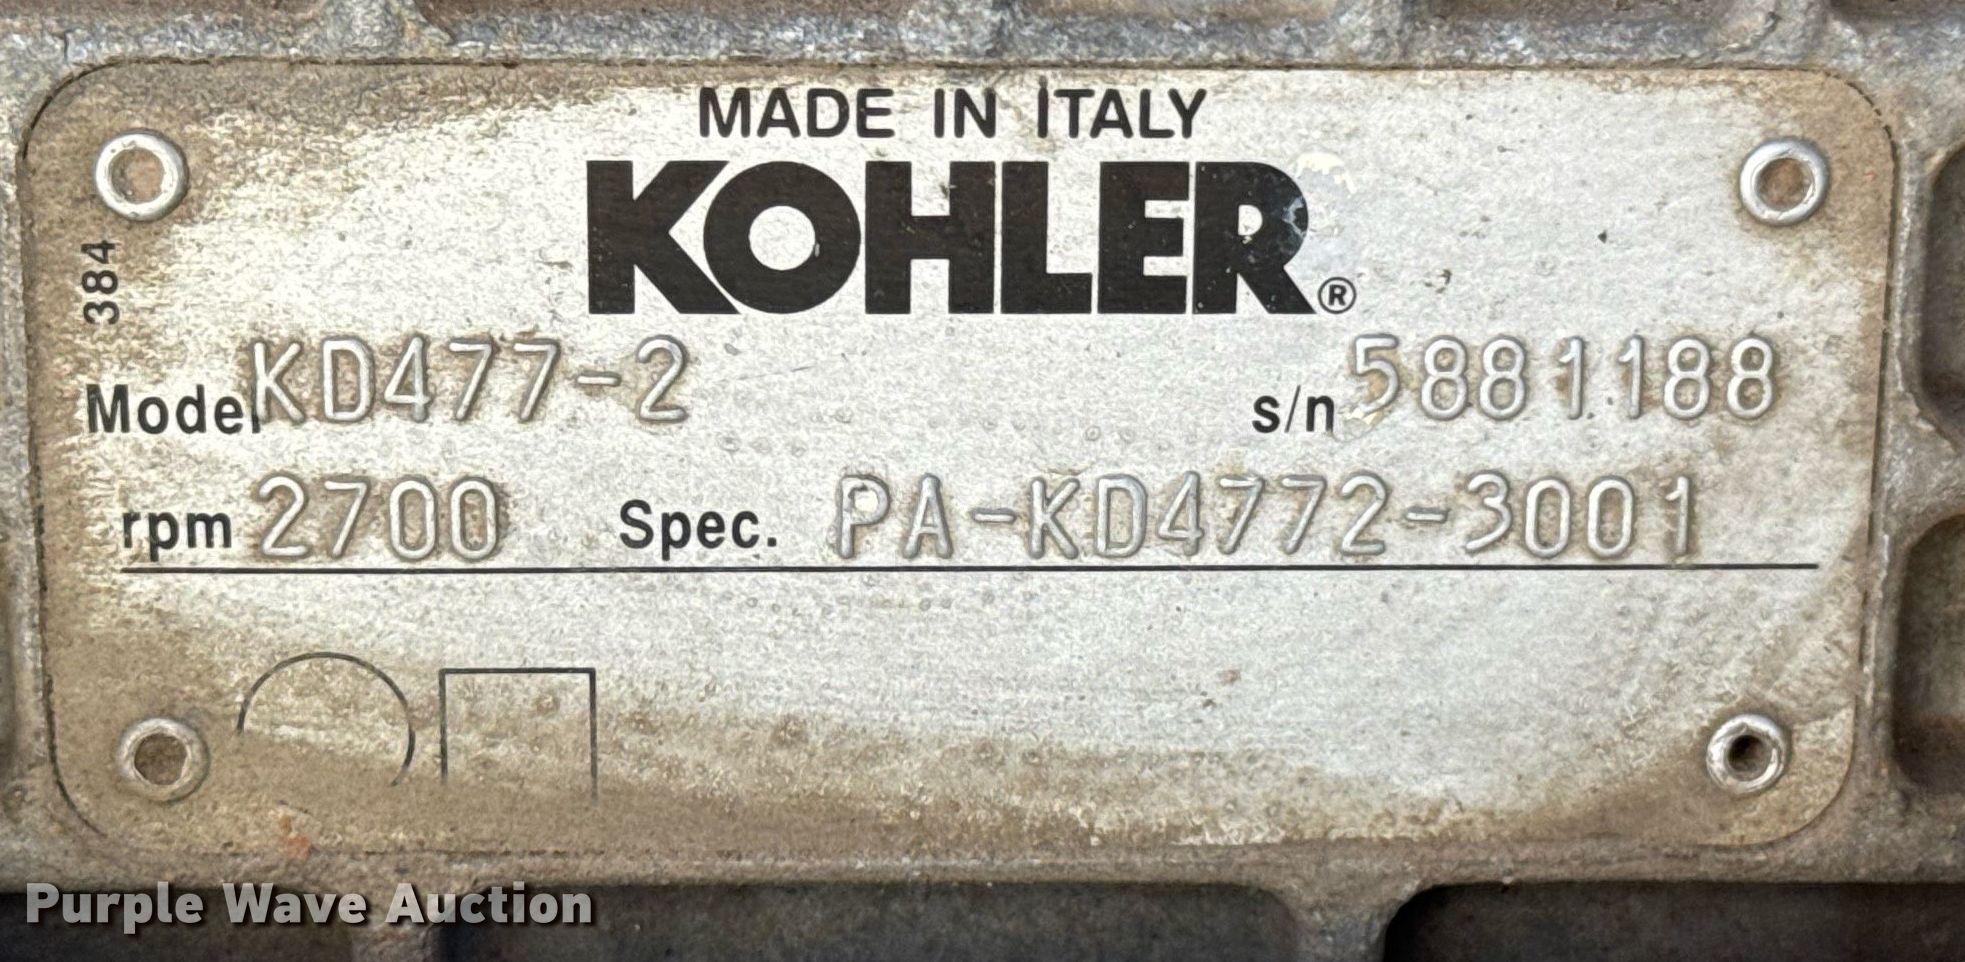 MADE IN ITALY
KOHLER®
384
Model KD477-2 s/n 5881188
rpm 2700 Spec. PA-KD4772-3001
Purple Wave Auction